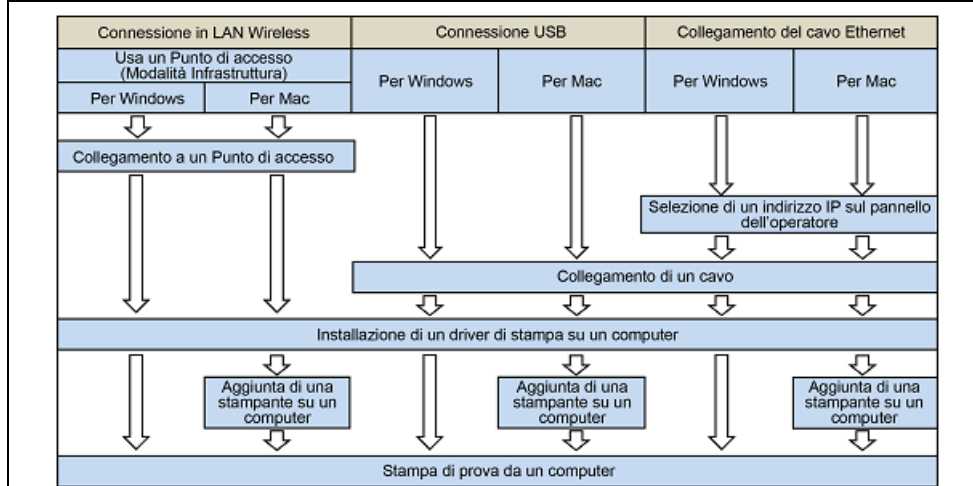 Connessione in LAN Wireless
Connessione USB
Collegamento del cavo Ethernet
Usa un Punto di accesso
(Modalità Infrastruttura)
Per Windows
Per Mac
Per Windows
Per Mac
Per Windows
Per Mac
Collegamento a un Punto di accesso
Selezione di un indirizzo IP sul pannello
dell'operatore
Collegamento di un cavo
Installazione di un driver di stampa su un computer
Aggiunta di una
stampante su un
computer
Aggiunta di una
stampante su un
computer
Aggiunta di una
stampante su un
computer
Stampa di prova da un computer